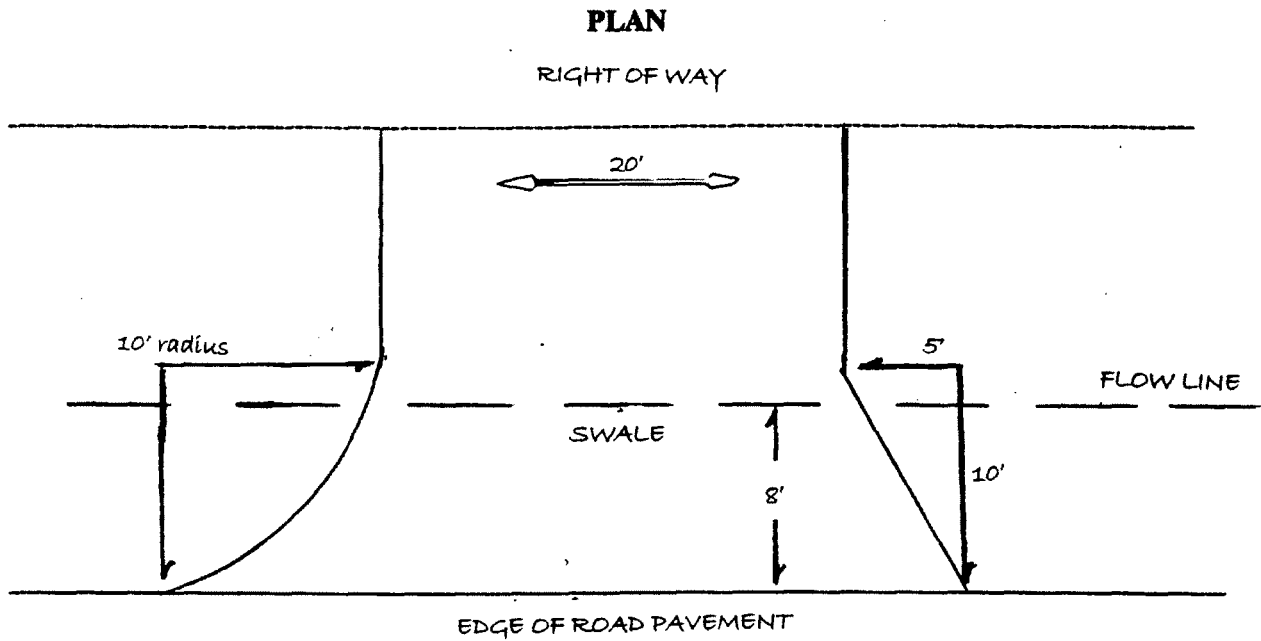 PLAN
RIGHT OF WAY
20'
10' radius
5'
FLOW LINE
SWALE
8'
10'
EDGE OF ROAD PAVEMENT